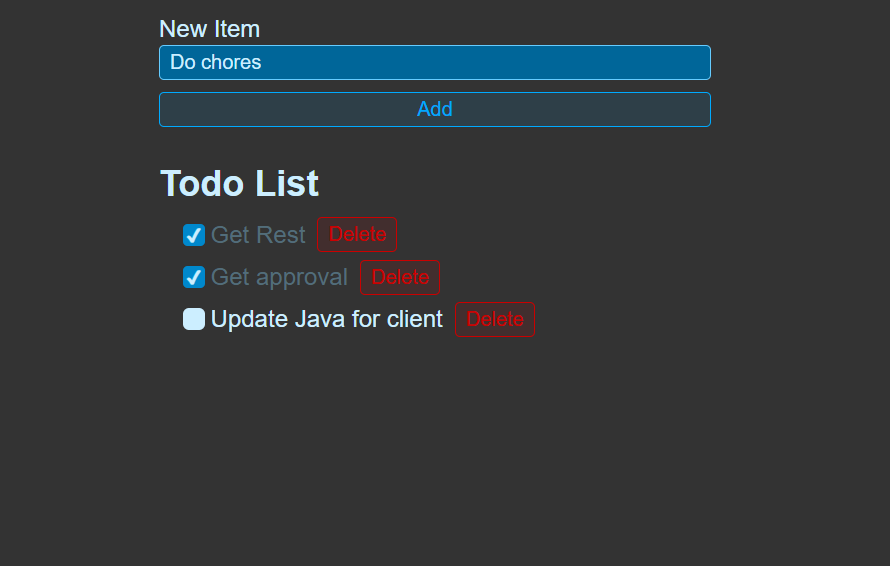 New Item
Do chores
Add
Todo List
Get Rest Delete
Get approval Delete
Update Java for client Delete